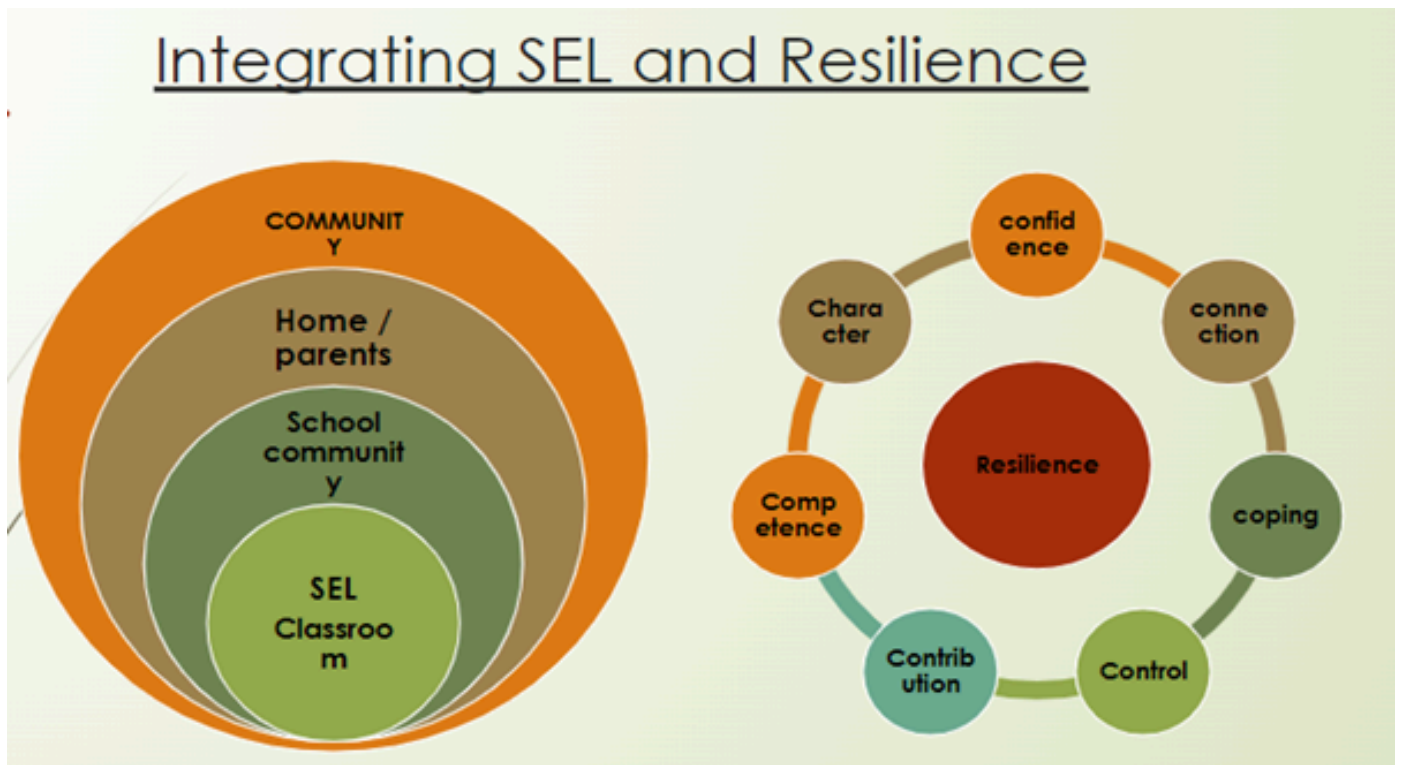 Integrating SEL and Resilience
COMMUNIT
Y
Home /
parents
School
communit
y
SEL
Classroo
m
confid
ence
conne
ction
coping
Control
Contrib
ution
Comp
etence
Chara
cter
Resilience